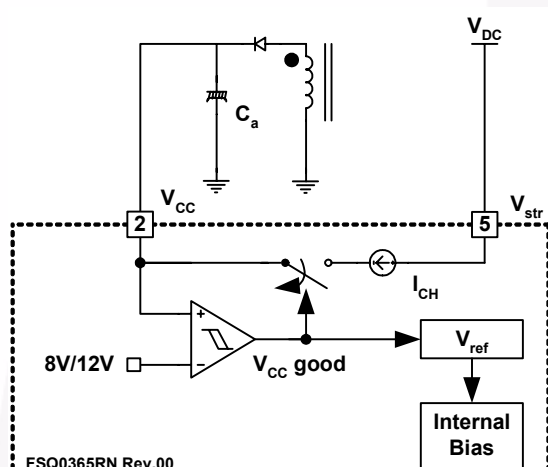 VDC
Ca
VCC
Vstr
2
5
ICH
+
8V/12V
-
VCC good
Vref
Internal
Bias
FSQ0365RN Rev.00